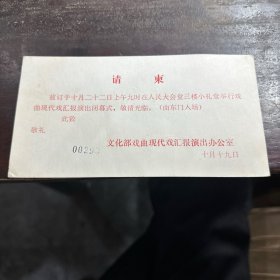 请柬
兹订于十月二十二日上午九时在人民大会堂三楼小礼堂举行戏
曲现代戏汇报演出闭幕式，敬请光临。（由东门入场）
此致
敬礼
文化部戏曲现代戏汇报演出办公室
十月十九日